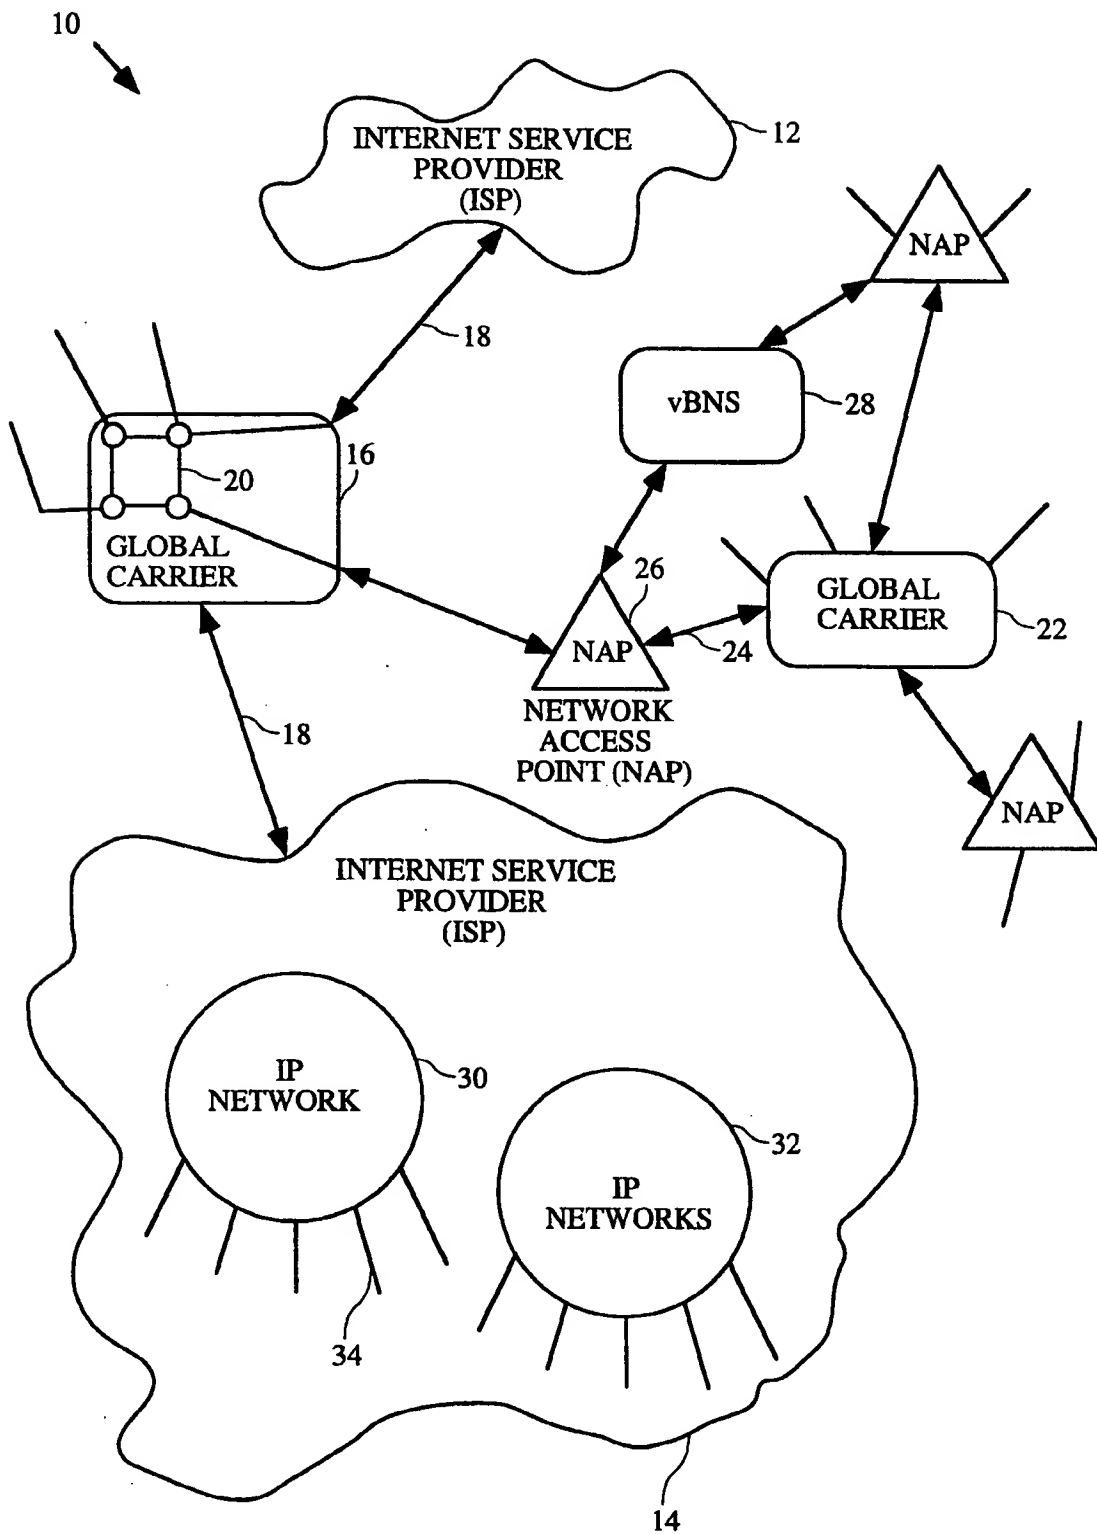 10
INTERNET SERVICE
PROVIDER
(ISP)
12
NAP
18
vBNS
28
16
20
GLOBAL
CARRIER
26
GLOBAL
CARRIER
22
NAP
24
NETWORK
ACCESS
POINT (NAP)
18
NAP
INTERNET SERVICE
PROVIDER
(ISP)
IP
NETWORK
30
32
IP
NETWORKS
34
14